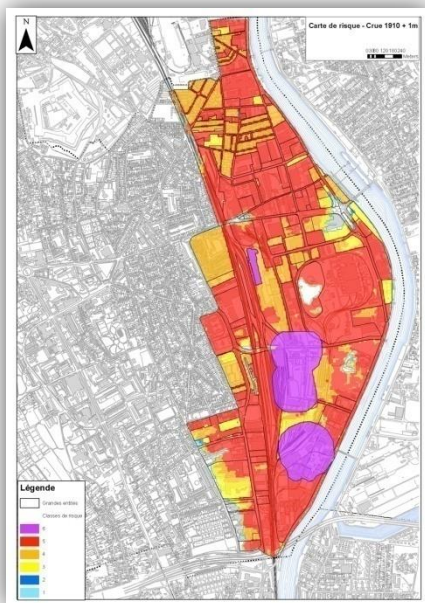 N
Carte de risque - Crue 1910 + 1m
Légende
Grandes entités
Classes de risque
6
5
4
3
2
1